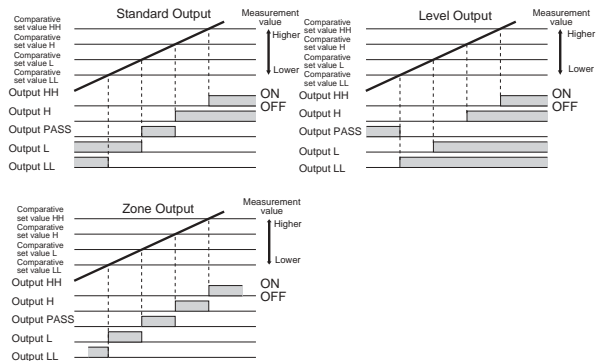 Standard Output
Comparative
set value HH
Comparative
set value H
Comparative
set value L
Comparative
set value LL
Measurement
value
Higher
Lower
Output HH
Output H
Output PASS
Output L
Output LL
ON
OFF
Level Output
Comparative
set value HH
Comparative
set value H
Comparative
set value L
Comparative
set value LL
Measurement
value
Higher
Lower
Output HH
Output H
Output PASS
Output L
Output LL
ON
OFF
Zone Output
Comparative
set value HH
Comparative
set value H
Comparative
set value L
Comparative
set value LL
Measurement
value
Higher
Lower
Output HH
Output H
Output PASS
Output L
Output LL
ON
OFF